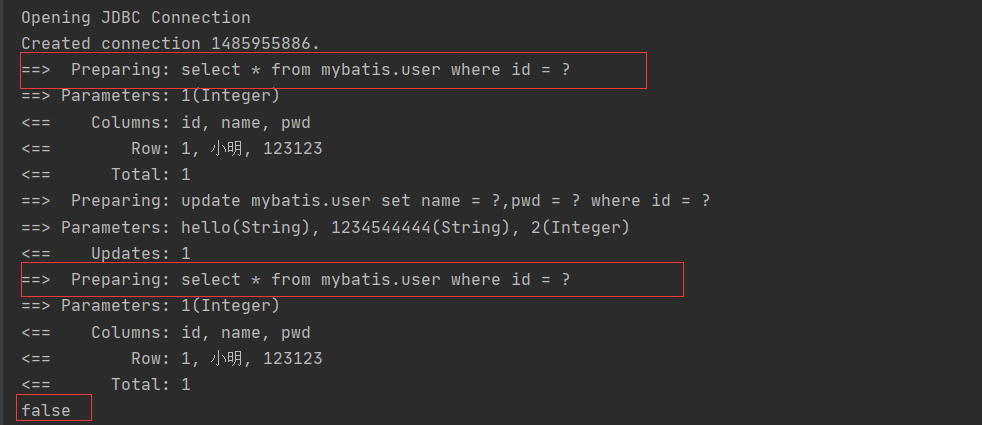 Opening JDBC Connection
Created connection 1485955886.
==>  Preparing: select * from mybatis.user where id = ?
==> Parameters: 1(Integer)
<==    Columns: id, name, pwd
<==        Row: 1, 小明, 123123
<==      Total: 1
==>  Preparing: update mybatis.user set name = ?,pwd = ? where id = ?
==> Parameters: hello(String), 1234544444(String), 2(Integer)
<==    Updates: 1
==>  Preparing: select * from mybatis.user where id = ?
==> Parameters: 1(Integer)
<==    Columns: id, name, pwd
<==        Row: 1, 小明, 123123
<==      Total: 1
false